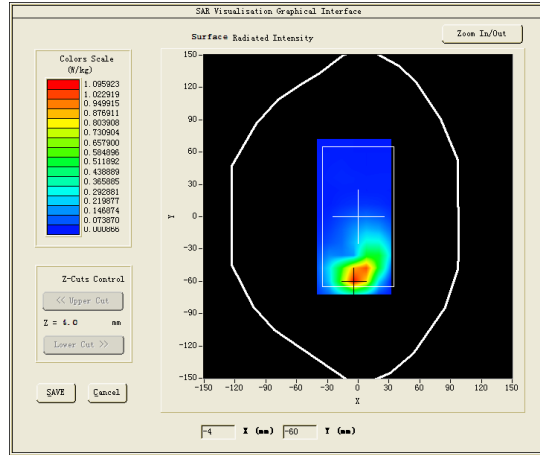 SAR Visualisation Graphical Interface
Surface Radiated Intensity
Zoom In/Out
Colors Scale
(W/kg)
1.095923
1.022919
0.949915
0.876911
0.803908
0.730904
0.657900
0.584896
0.511892
0.438889
0.365885
0.292881
0.219877
0.146874
0.073870
0.000866
150
120
90
60
30
0
-30
-60
-90
-120
-150
Y
-150 -120 -90 -60 -30 0 30 60 90 120 150
X
Z-Cuts Control
<< Upper Cut
Z = 4.0 mm
Lower Cut >>
SAVE
Cancel
-4 X (mm) -60 Y (mm)